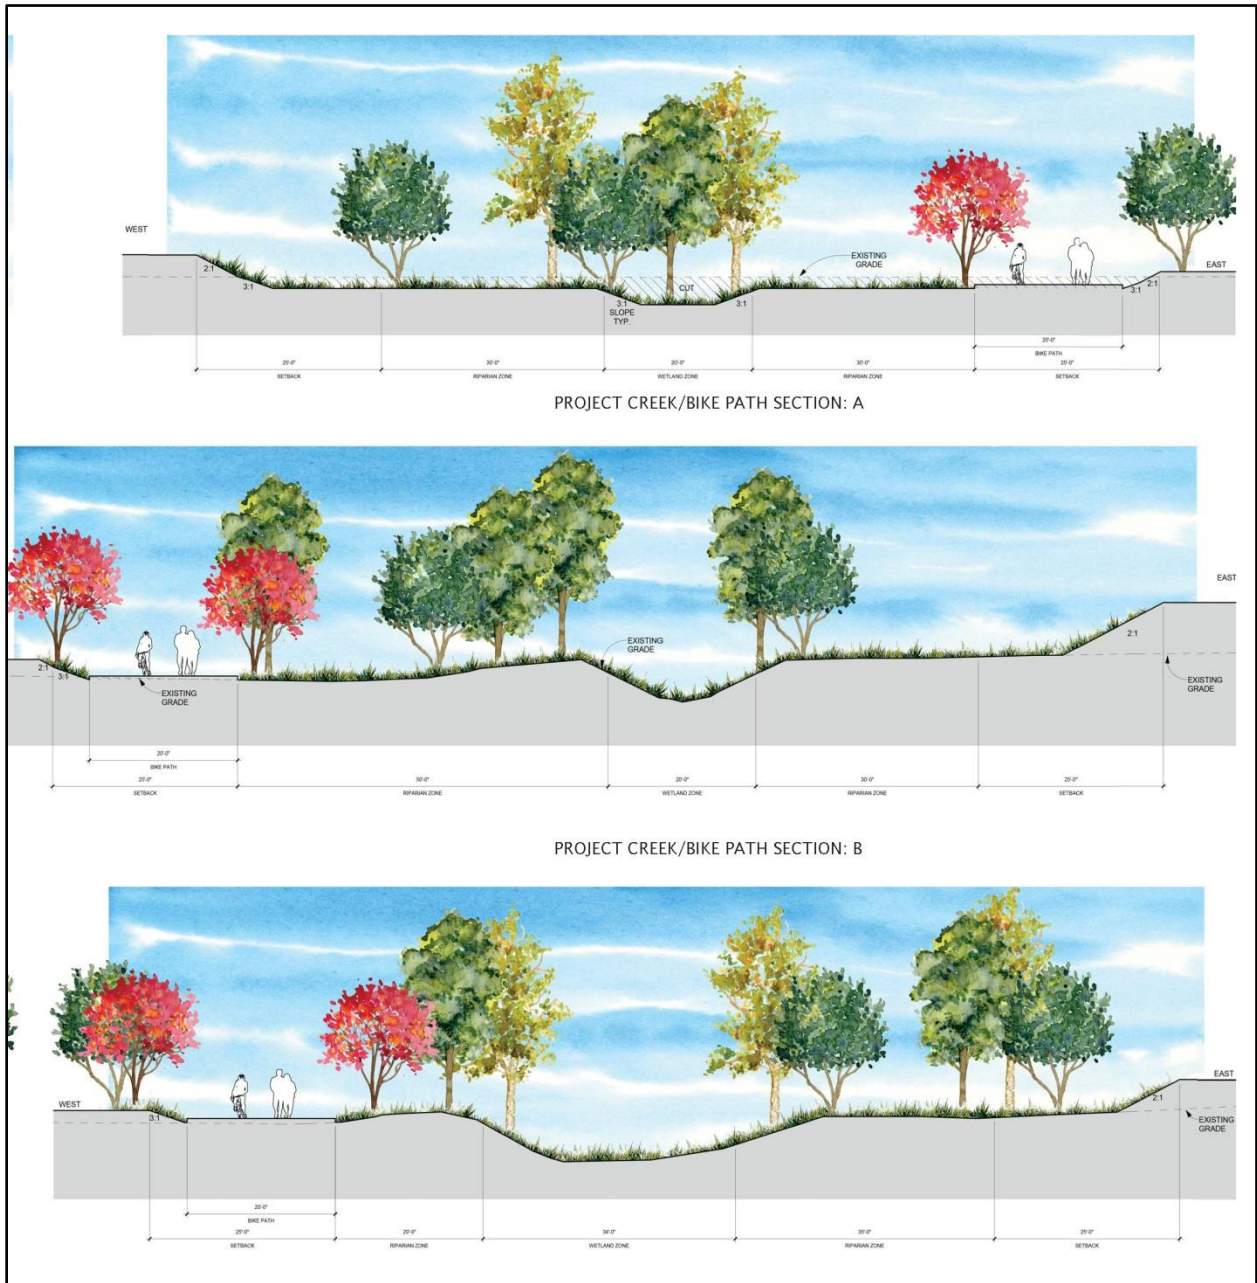 WEST
EXISTING
GRADE
EAST
2:1
2:1
3:1
3:1
CUT
3:1
3:1
SLOPE
TYP.
20'-0"
BIKE PATH
25'-0"
30'-0"
20'-0"
30'-0"
25'-0"
SETBACK
RIPARIAN ZONE
WETLAND ZONE
RIPARIAN ZONE
SETBACK
PROJECT CREEK/BIKE PATH SECTION: A
EAST
2:1
EXISTING
GRADE
2:1
3:1
EXISTING
GRADE
EXISTING
GRADE
20'-0"
BIKE PATH
25'-0"
50'-0"
20'-0"
30'-0"
25'-0"
SETBACK
RIPARIAN ZONE
WETLAND ZONE
RIPARIAN ZONE
SETBACK
PROJECT CREEK/BIKE PATH SECTION: B
EAST
2:1
WEST
3:1
EXISTING
GRADE
20'-0"
BIKE PATH
25'-0"
20'-0"
34'-0"
35'-0"
25'-0"
SETBACK
RIPARIAN ZONE
WETLAND ZONE
RIPARIAN ZONE
SETBACK